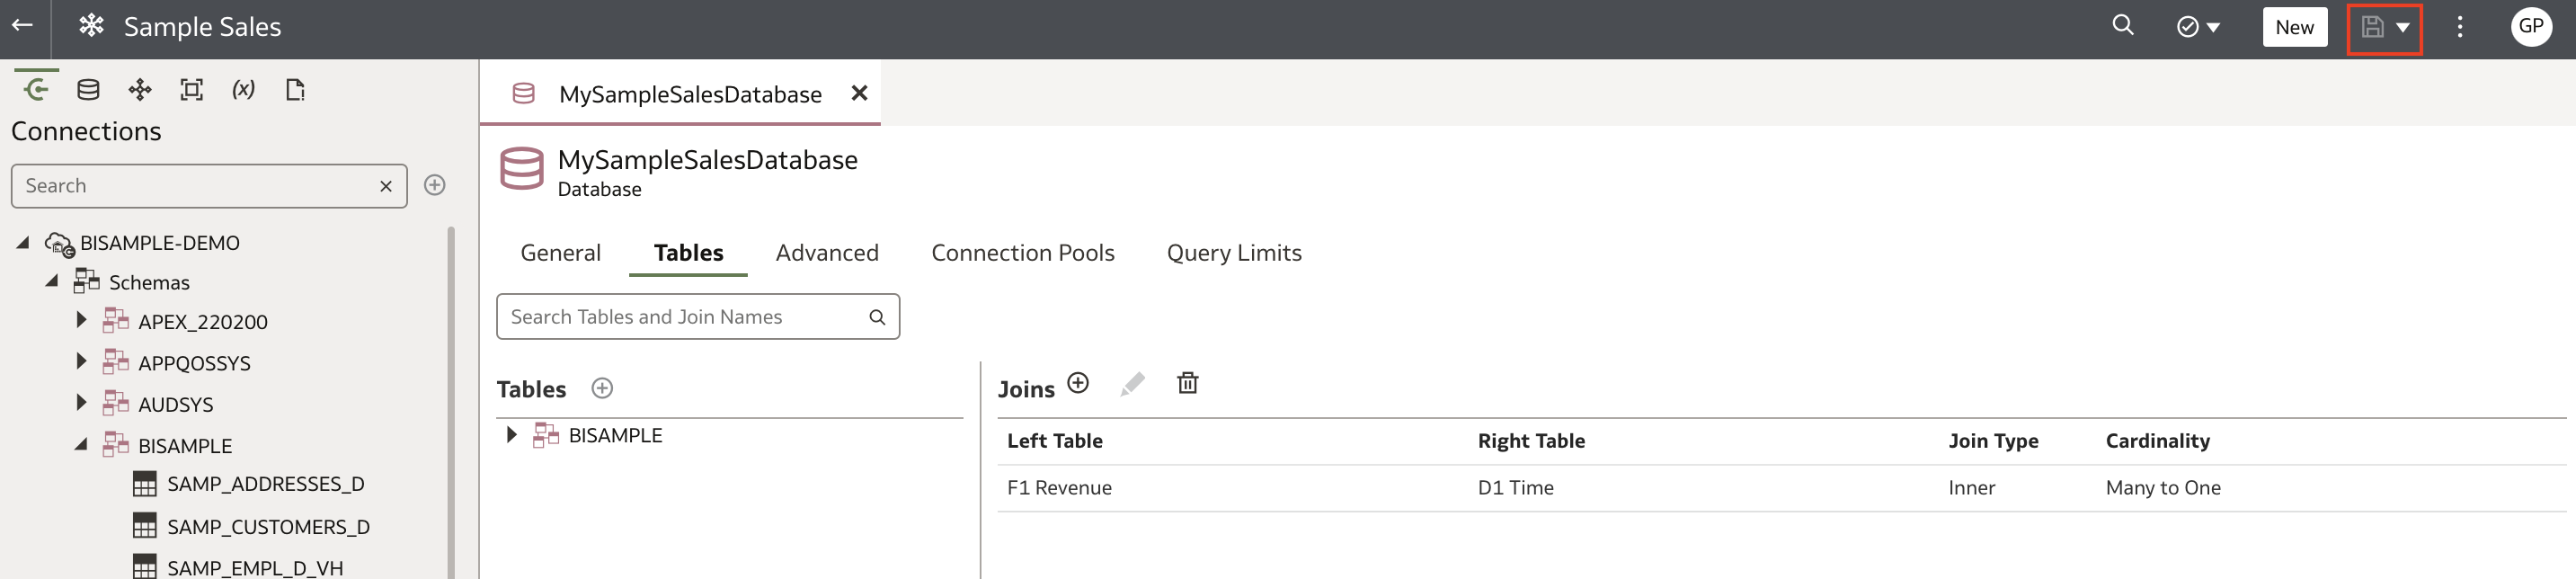 Sample Sales
New
GP
(x)
Connections
Search
BISAMPLE-DEMO
Schemas
APEX_220200
APPQOSSYS
AUDSYS
BISAMPLE
SAMP_ADDRESSES_D
SAMP_CUSTOMERS_D
SAMP_EMPL_D_VH
MySampleSalesDatabase
MySampleSalesDatabase
Database
General Tables Advanced Connection Pools Query Limits
Search Tables and Join Names
Tables
BISAMPLE
Joins
Left Table Right Table Join Type Cardinality
F1 Revenue D1 Time Inner Many to One